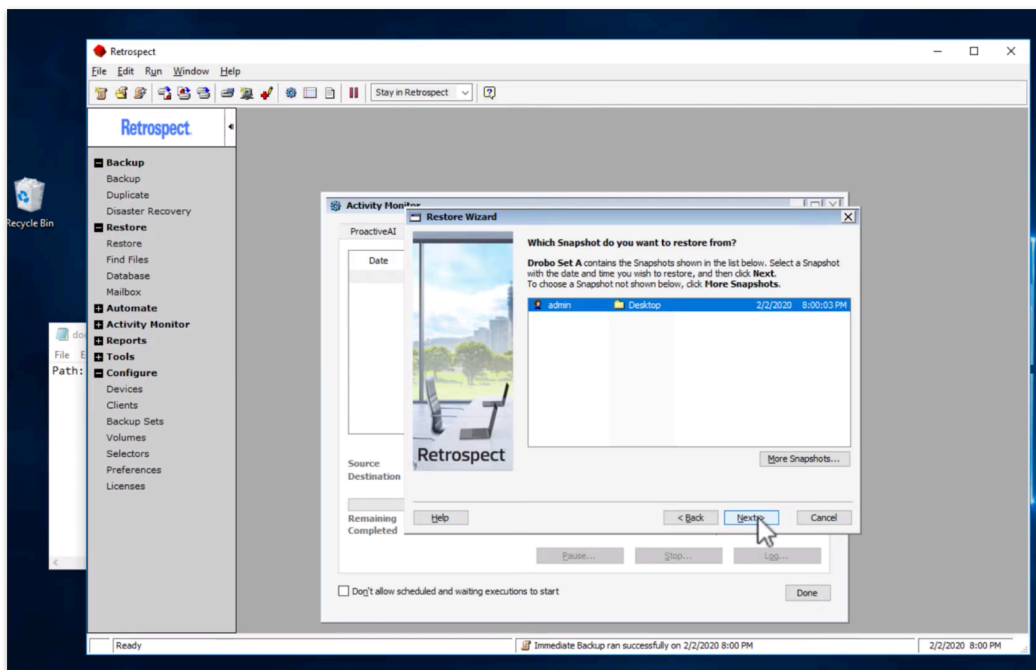 Retrospect
File Edit Run Window Help
Stay in Retrospect
Retrospect
Backup
Backup
Duplicate
Disaster Recovery
Restore
Restore
Find Files
Database
Mailbox
Automate
Activity Monitor
Reports
Tools
Configure
Devices
Clients
Backup Sets
Volumes
Selectors
Preferences
Licenses
Recycle Bin
File
Path:
Activity Monitor
ProactiveAI
Date
Source
Destination
Remaining
Completed
Restore Wizard
Which Snapshot do you want to restore from?
Drobo Set A contains the Snapshots shown in the list below. Select a Snapshot
with the date and time you wish to restore, and then click Next.
To choose a Snapshot not shown below, click More Snapshots.
admin Desktop 2/2/2020 8:00:03 PM
More Snapshots...
Retrospect
Help < Back Next> Cancel
Pause... Stop... Log...
Don't allow scheduled and waiting executions to start
Done
Ready Immediate Backup ran successfully on 2/2/2020 8:00 PM 2/2/2020 8:00 PM